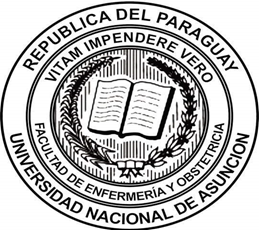 REPUBLICA DEL PARAGUAY
VITAM IMPENDERE VERO
FACULTAD DE ENFERMERÍA Y OBSTETRICIA
UNIVERSIDAD NACIONAL DE ASUNCION